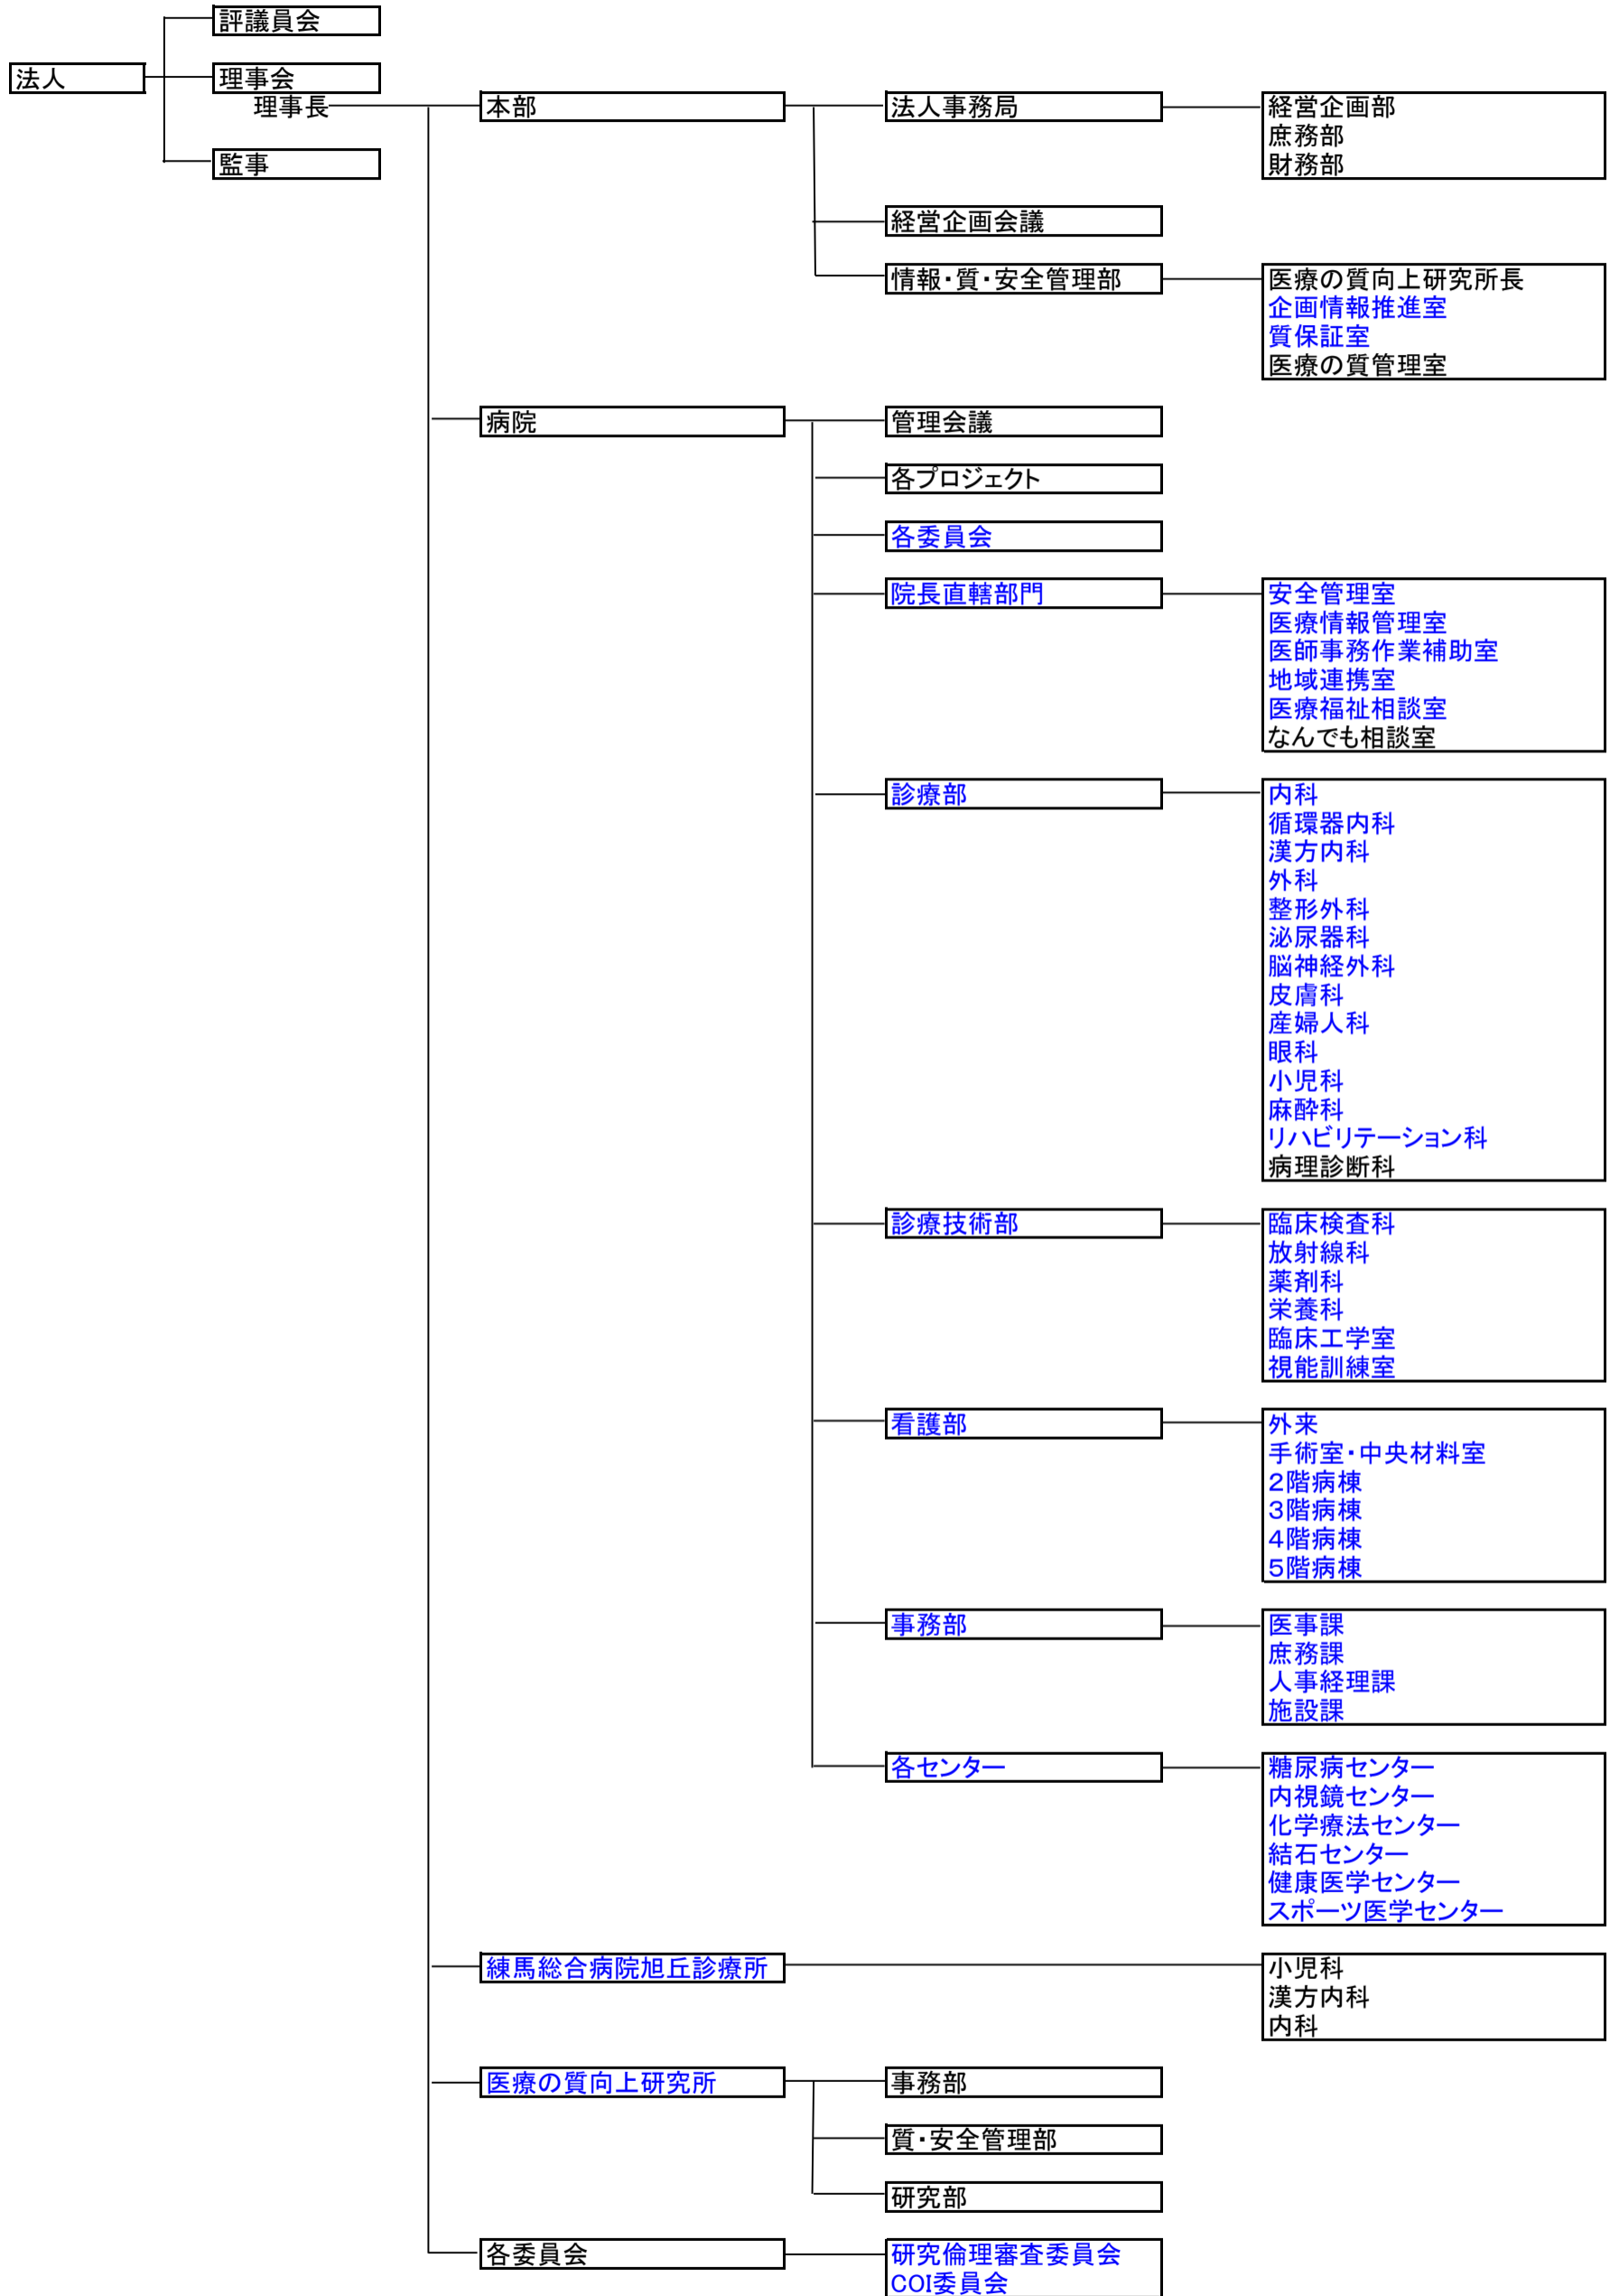 評議員会
法人
理事会
理事長
本部
法人事務局
経営企画部
庶務部
財務部
監事
経営企画会議
情報・質・安全管理部
医療の質向上研究所長
企画情報推進室
質保証室
医療の質管理室
病院
管理会議
各プロジェクト
各委員会
院長直轄部門
安全管理室
医療情報管理室
医師事務作業補助室
地域連携室
医療福祉相談室
なんでも相談室
診療部
内科
循環器内科
漢方内科
外科
整形外科
泌尿器科
脳神経外科
皮膚科
産婦人科
眼科
小児科
麻酔科
リハビリテーション科
病理診断科
診療技術部
臨床検査科
放射線科
薬剤科
栄養科
臨床工学室
視能訓練室
看護部
外来
手術室・中央材料室
2階病棟
3階病棟
4階病棟
5階病棟
事務部
医事課
庶務課
人事経理課
施設課
各センター
糖尿病センター
内視鏡センター
化学療法センター
結石センター
健康医学センター
スポーツ医学センター
練馬総合病院旭丘診療所
小児科
漢方内科
内科
医療の質向上研究所
事務部
質・安全管理部
研究部
各委員会
研究倫理審査委員会
COI委員会